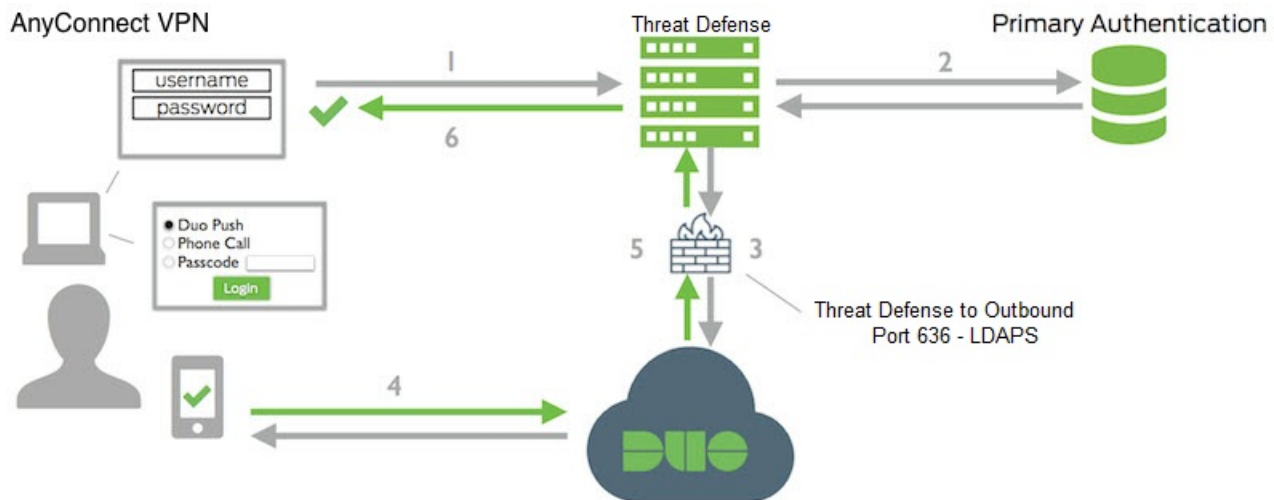 AnyConnect VPN
Threat Defense
Primary Authentication
username
password
1
2
6
Duo Push
Phone Call
Passcode
Login
5
3
Threat Defense to Outbound
Port 636 - LDAPS
4
DUO